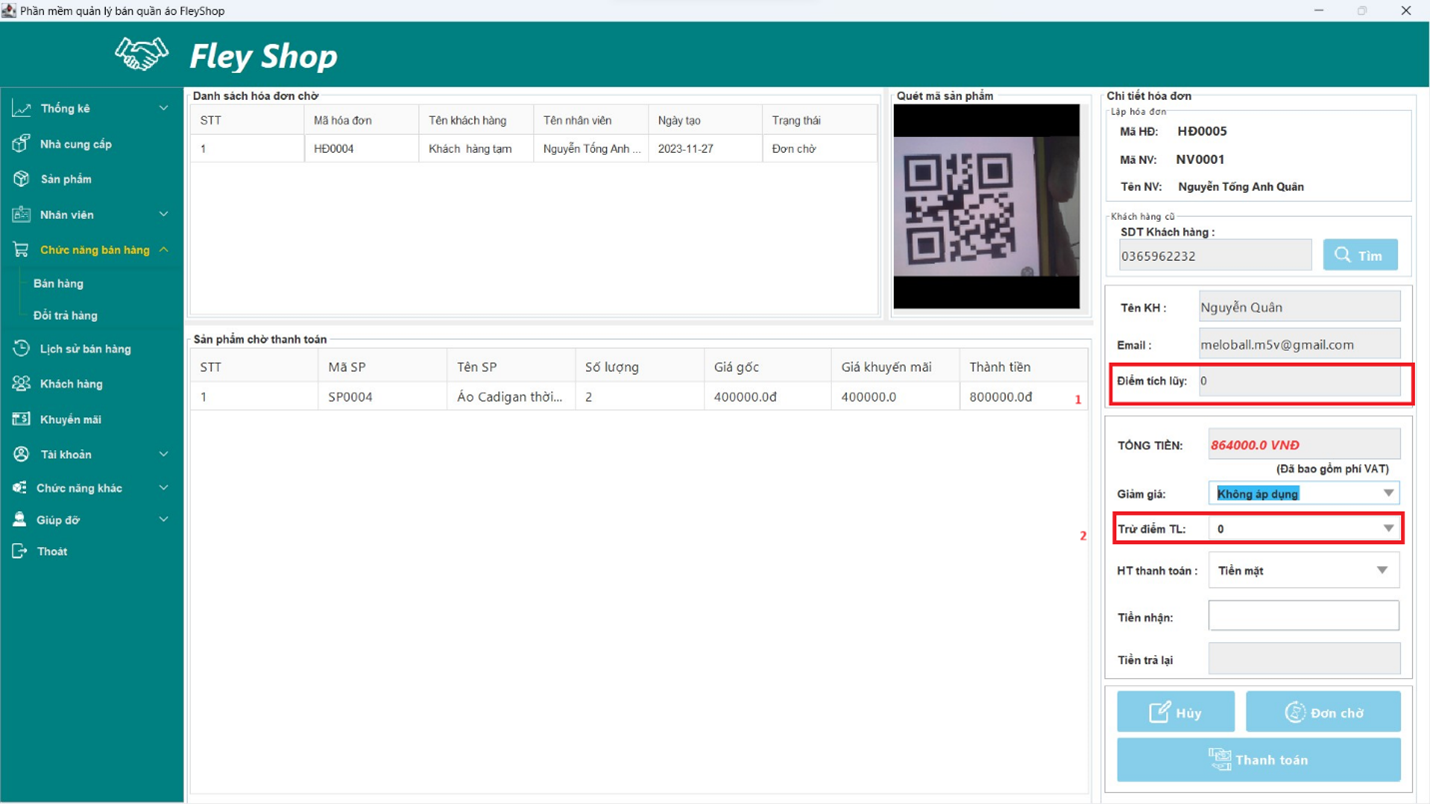 Phần mềm quản lý bán quần áo FleyShop
Fley Shop
Thống kê
Nhà cung cấp
Sản phẩm
Nhân viên
Chức năng bán hàng
Bán hàng
Đổi trả hàng
Lịch sử bán hàng
Khách hàng
Khuyến mãi
Tài khoản
Chức năng khác
Giúp đỡ
Thoát
Danh sách hóa đơn chờ
STT Mã hóa đơn Tên khách hàng Tên nhân viên Ngày tạo Trạng thái
1 HĐ0004 Khách hàng tạm Nguyễn Tống Anh ... 2023-11-27 Đơn chờ
Quét mã sản phẩm
Sản phẩm chờ thanh toán
STT Mã SP Tên SP Số lượng Giá gốc Giá khuyến mãi Thành tiền
1 SP0004 Áo Cadigan thời... 2 400000.0đ 400000.0 800000.0đ 1
2
Chi tiết hóa đơn
Lập hóa đơn
Mã HĐ: HĐ0005
Mã NV: NV0001
Tên NV: Nguyễn Tống Anh Quân
Khách hàng cũ
SDT Khách hàng :
0365962232 Tìm
Tên KH : Nguyễn Quân
Email : meloball.m5v@gmail.com
Điểm tích lũy: 0
TỔNG TIỀN: 864000.0 VNĐ
(Đã bao gồm phí VAT)
Giảm giá: Không áp dụng
Trừ điểm TL: 0
HT thanh toán : Tiền mặt
Tiền nhận:
Tiền trả lại
Hủy Đơn chờ
Thanh toán